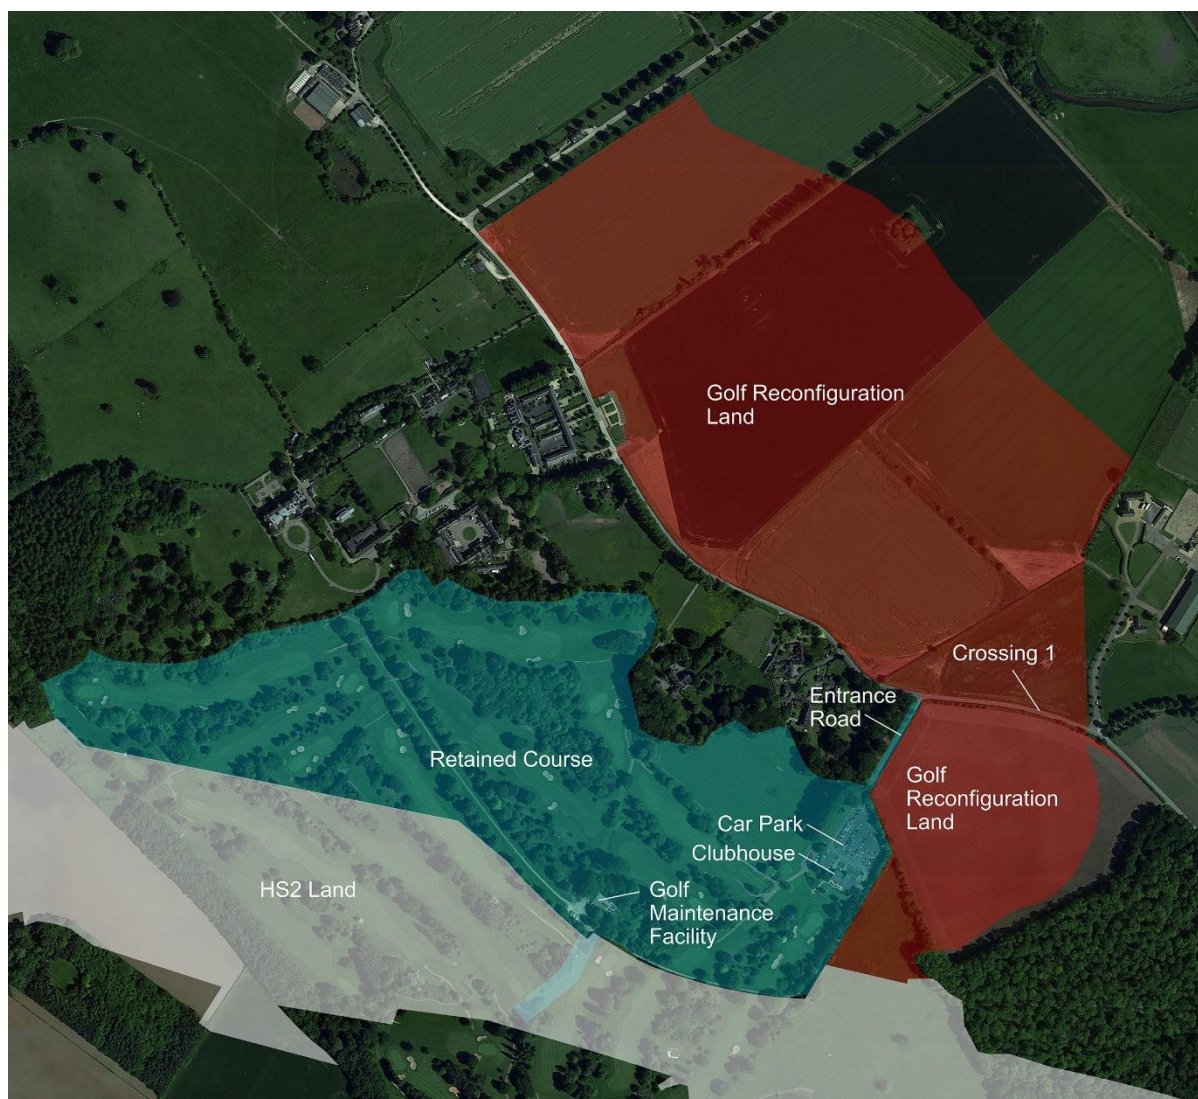 Golf Reconfiguration
Land
Crossing 1
Entrance
Road
Retained Course
Golf
Reconfiguration
Land
Car Park
Clubhouse
HS2 Land
Golf
Maintenance
Facility